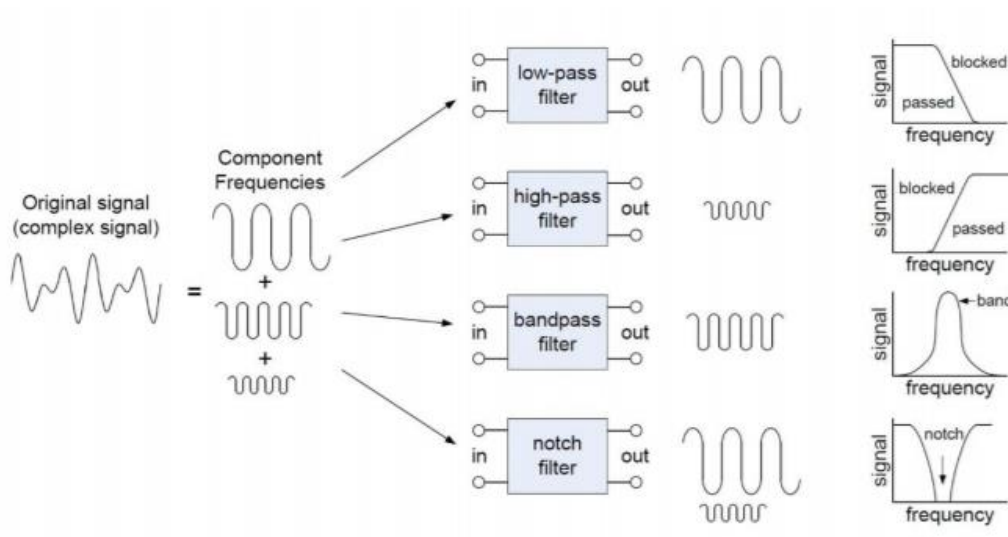 Original signal
(complex signal)
=
Component
Frequencies
+
+
in
low-pass
filter
out
signal
blocked
passed
frequency
in
high-pass
filter
out
signal
blocked
passed
frequency
in
bandpass
filter
out
signal
band
frequency
in
notch
filter
out
signal
notch
frequency